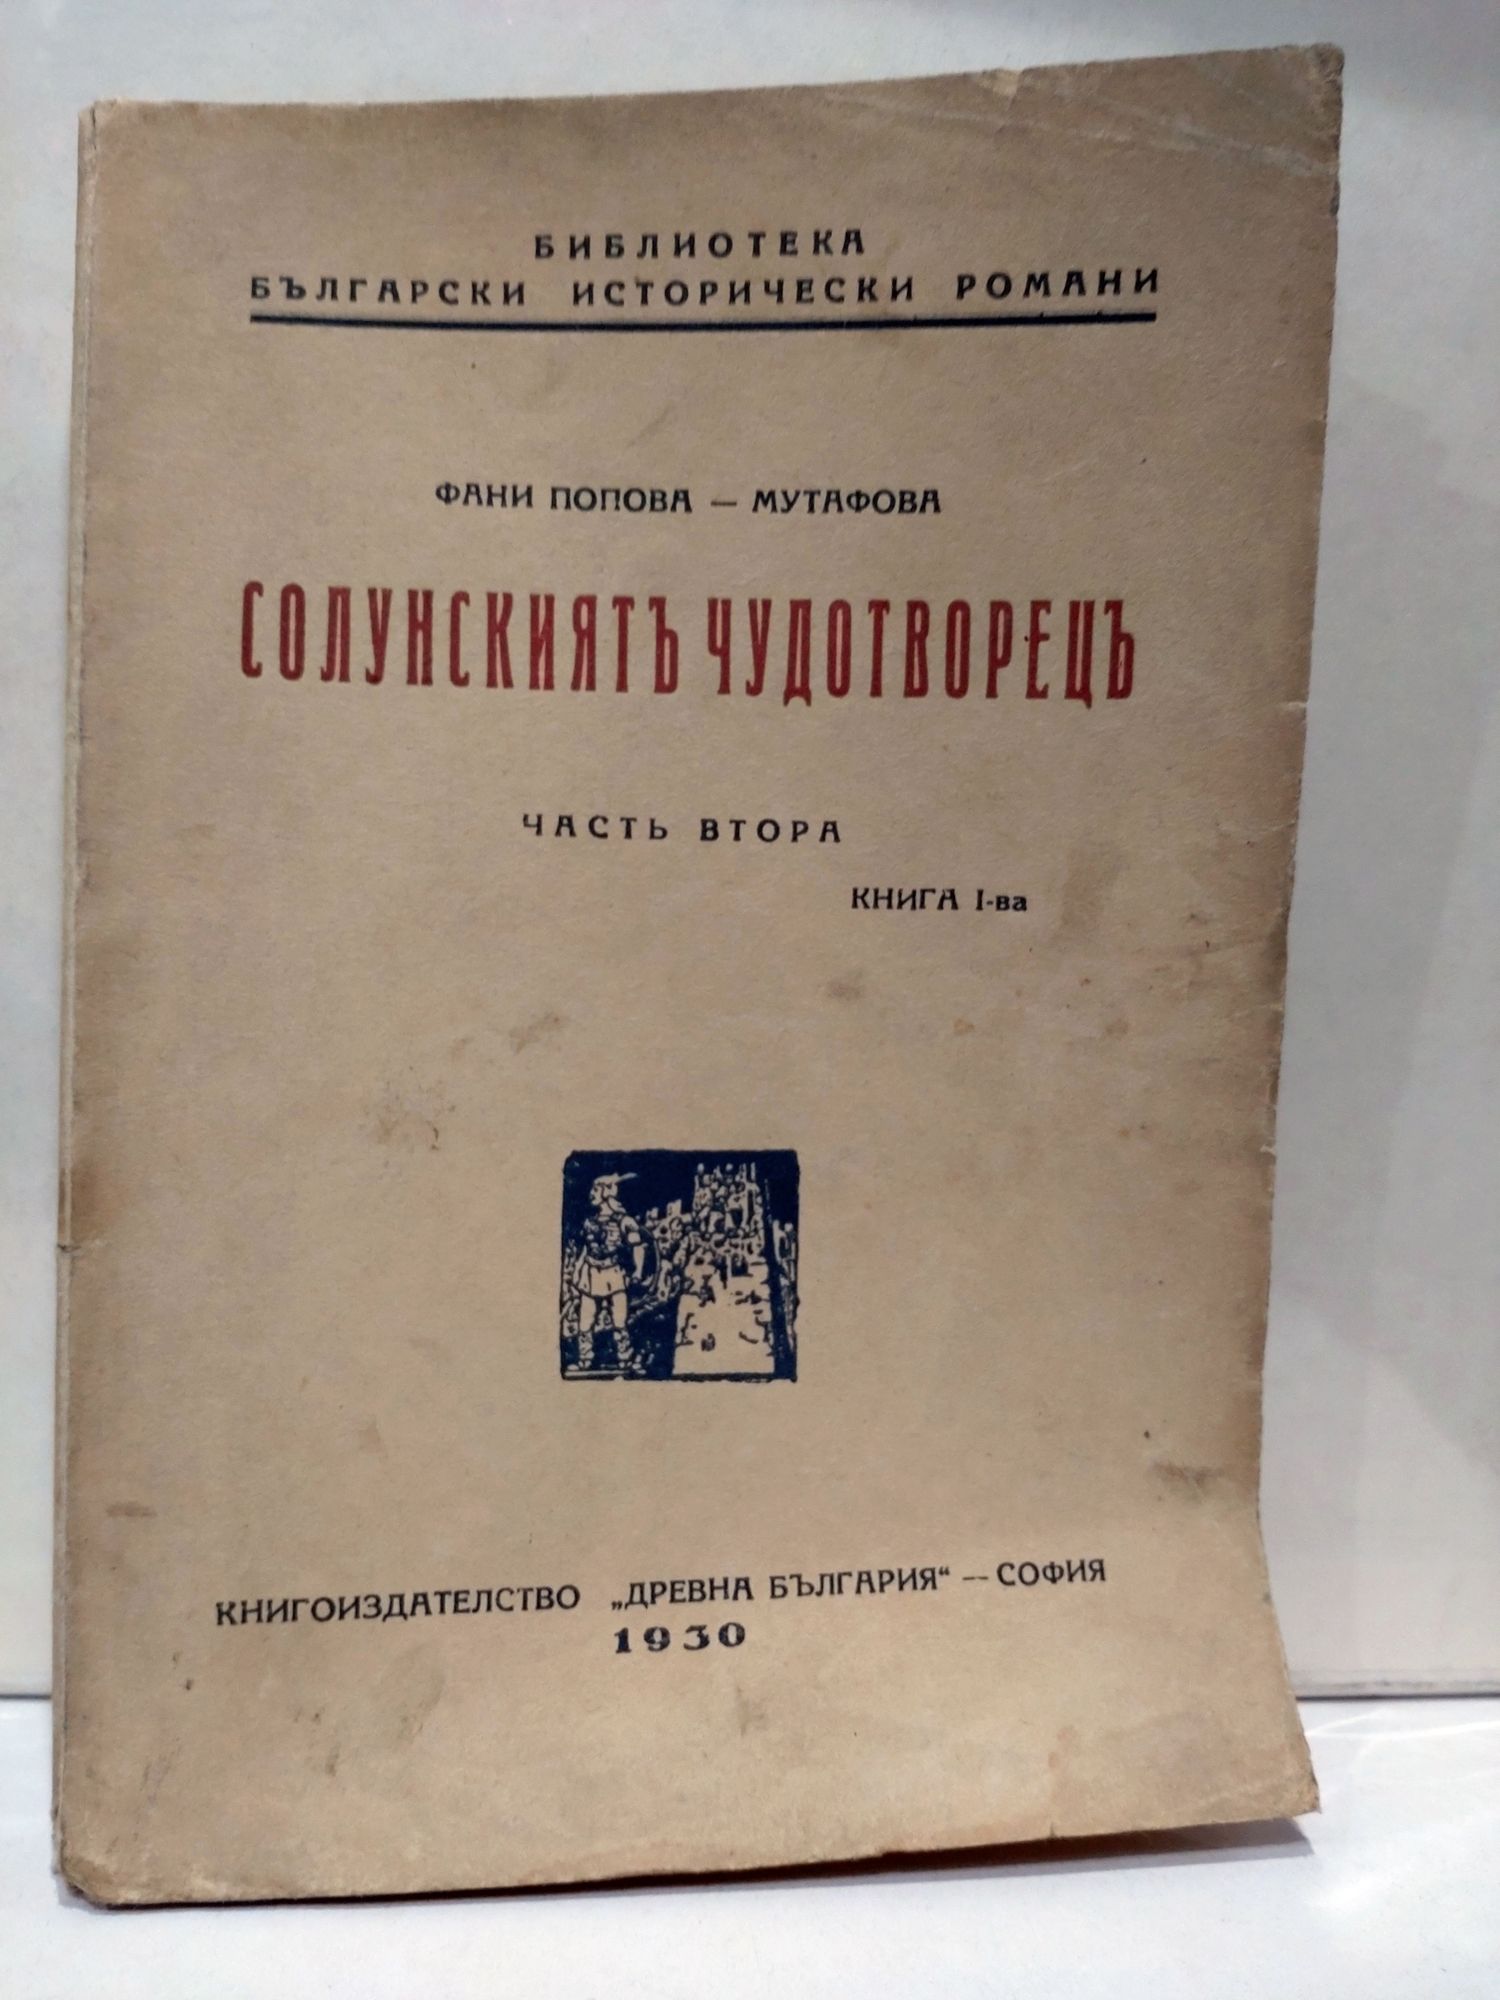 БИБЛИОТЕКА
БЪЛГАРСКИ ИСТОРИЧЕСКИ РОМАНИ
ФАНИ ПОПОВА — МУТАФОВА
СОЛУНСКИЯТЪ ЧУДОТВОРЕЦЪ
ЧАСТЬ ВТОРА
КНИГА I-ва
КНИГОИЗДАТЕЛСТВО „ДРЕВНА БЪЛГАРИЯ“ — СОФИЯ
1930